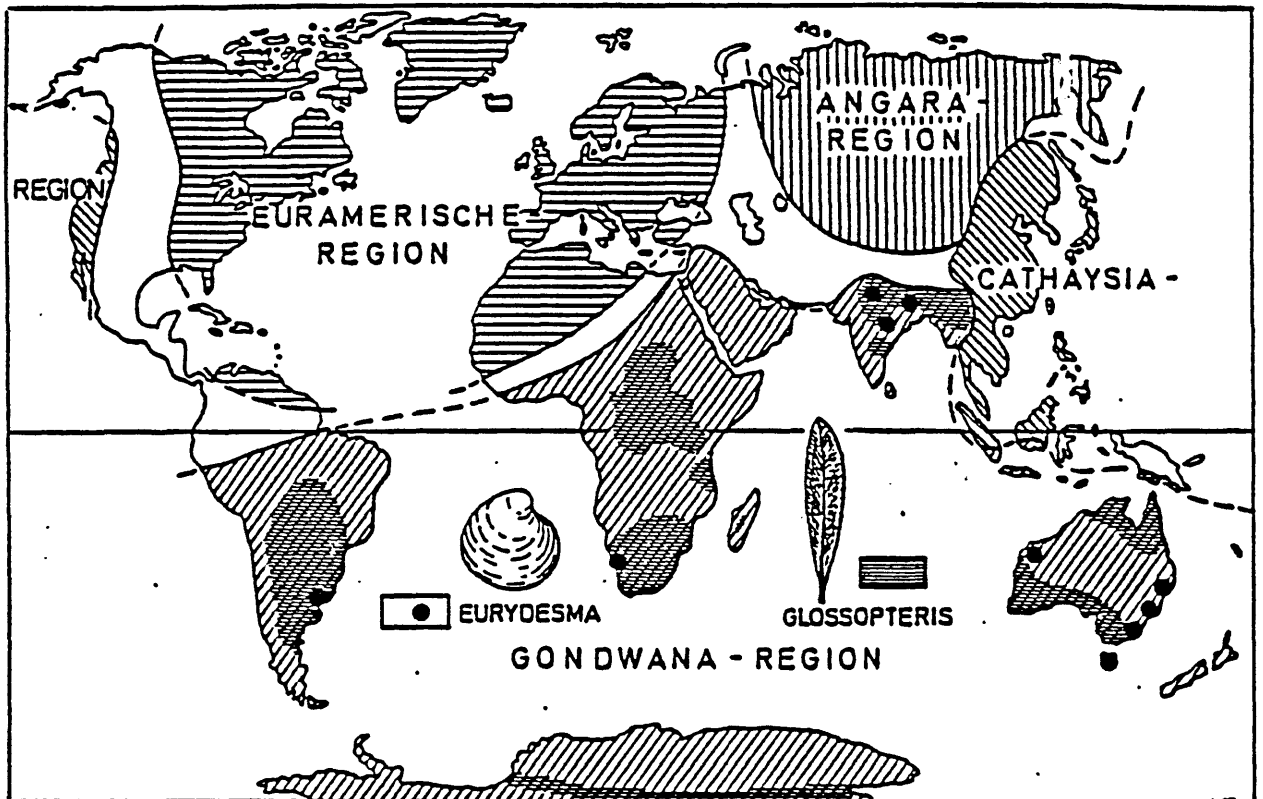 ANGARA-
REGION
REGION
EURAMERISCHE-
REGION
CATHAYSIA-
EURYDESMA
GLOSSOPTERIS
GONDWANA-REGION